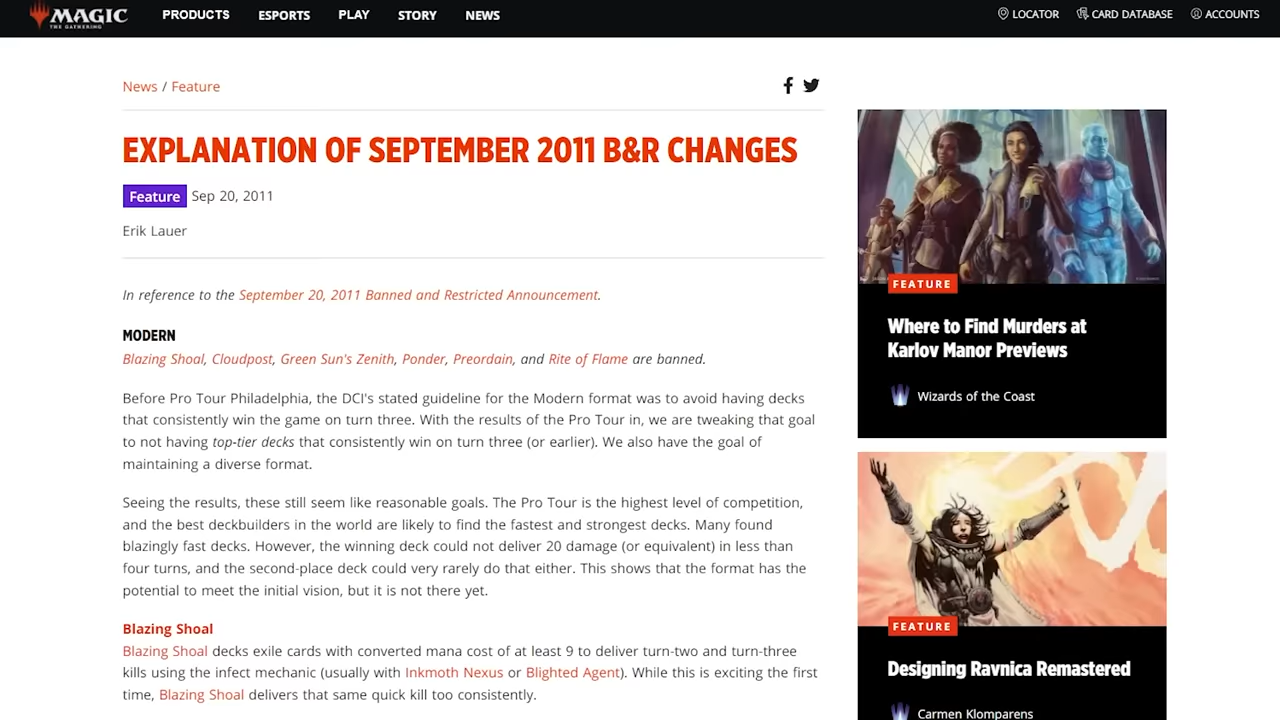 MAGIC
THE GATHERING
PRODUCTS
ESPORTS
PLAY
STORY
NEWS
LOCATOR
CARD DATABASE
ACCOUNTS
News / Feature
EXPLANATION OF SEPTEMBER 2011 B&R CHANGES
Feature Sep 20, 2011
Erik Lauer
In reference to the September 20, 2011 Banned and Restricted Announcement.
MODERN
Blazing Shoal, Cloudpost, Green Sun's Zenith, Ponder, Preordain, and Rite of Flame are banned.
Before Pro Tour Philadelphia, the DCI's stated guideline for the Modern format was to avoid having decks
that consistently win the game on turn three. With the results of the Pro Tour in, we are tweaking that goal
to not having top-tier decks that consistently win on turn three (or earlier). We also have the goal of
maintaining a diverse format.
Seeing the results, these still seem like reasonable goals. The Pro Tour is the highest level of competition,
and the best deckbuilders in the world are likely to find the fastest and strongest decks. Many found
blazingly fast decks. However, the winning deck could not deliver 20 damage (or equivalent) in less than
four turns, and the second-place deck could very rarely do that either. This shows that the format has the
potential to meet the initial vision, but it is not there yet.
Blazing Shoal
Blazing Shoal decks exile cards with converted mana cost of at least 9 to deliver turn-two and turn-three
kills using the infect mechanic (usually with Inkmoth Nexus or Blighted Agent). While this is exciting the first
time, Blazing Shoal delivers that same quick kill too consistently.
FEATURE
Where to Find Murders at
Karlov Manor Previews
Wizards of the Coast
FEATURE
Designing Ravnica Remastered
Carmen Klomparens